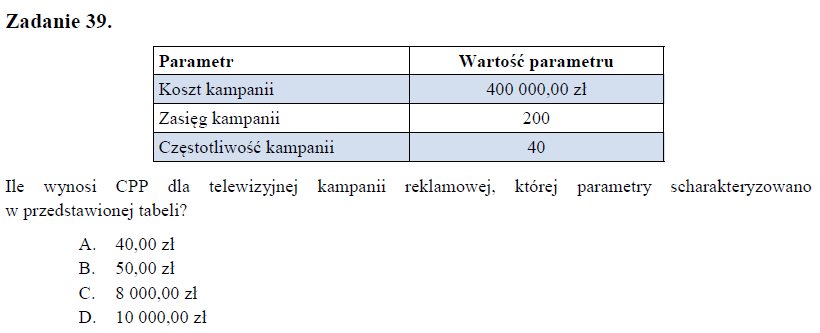 Zadanie 39.
Parametr Wartość parametru
Koszt kampanii 400 000,00 zł
Zasięg kampanii 200
Częstotliwość kampanii 40
Ile wynosi CPP dla telewizyjnej kampanii reklamowej, której parametry scharakteryzowano
w przedstawionej tabeli?
A. 40,00 zł
B. 50,00 zł
C. 8 000,00 zł
D. 10 000,00 zł